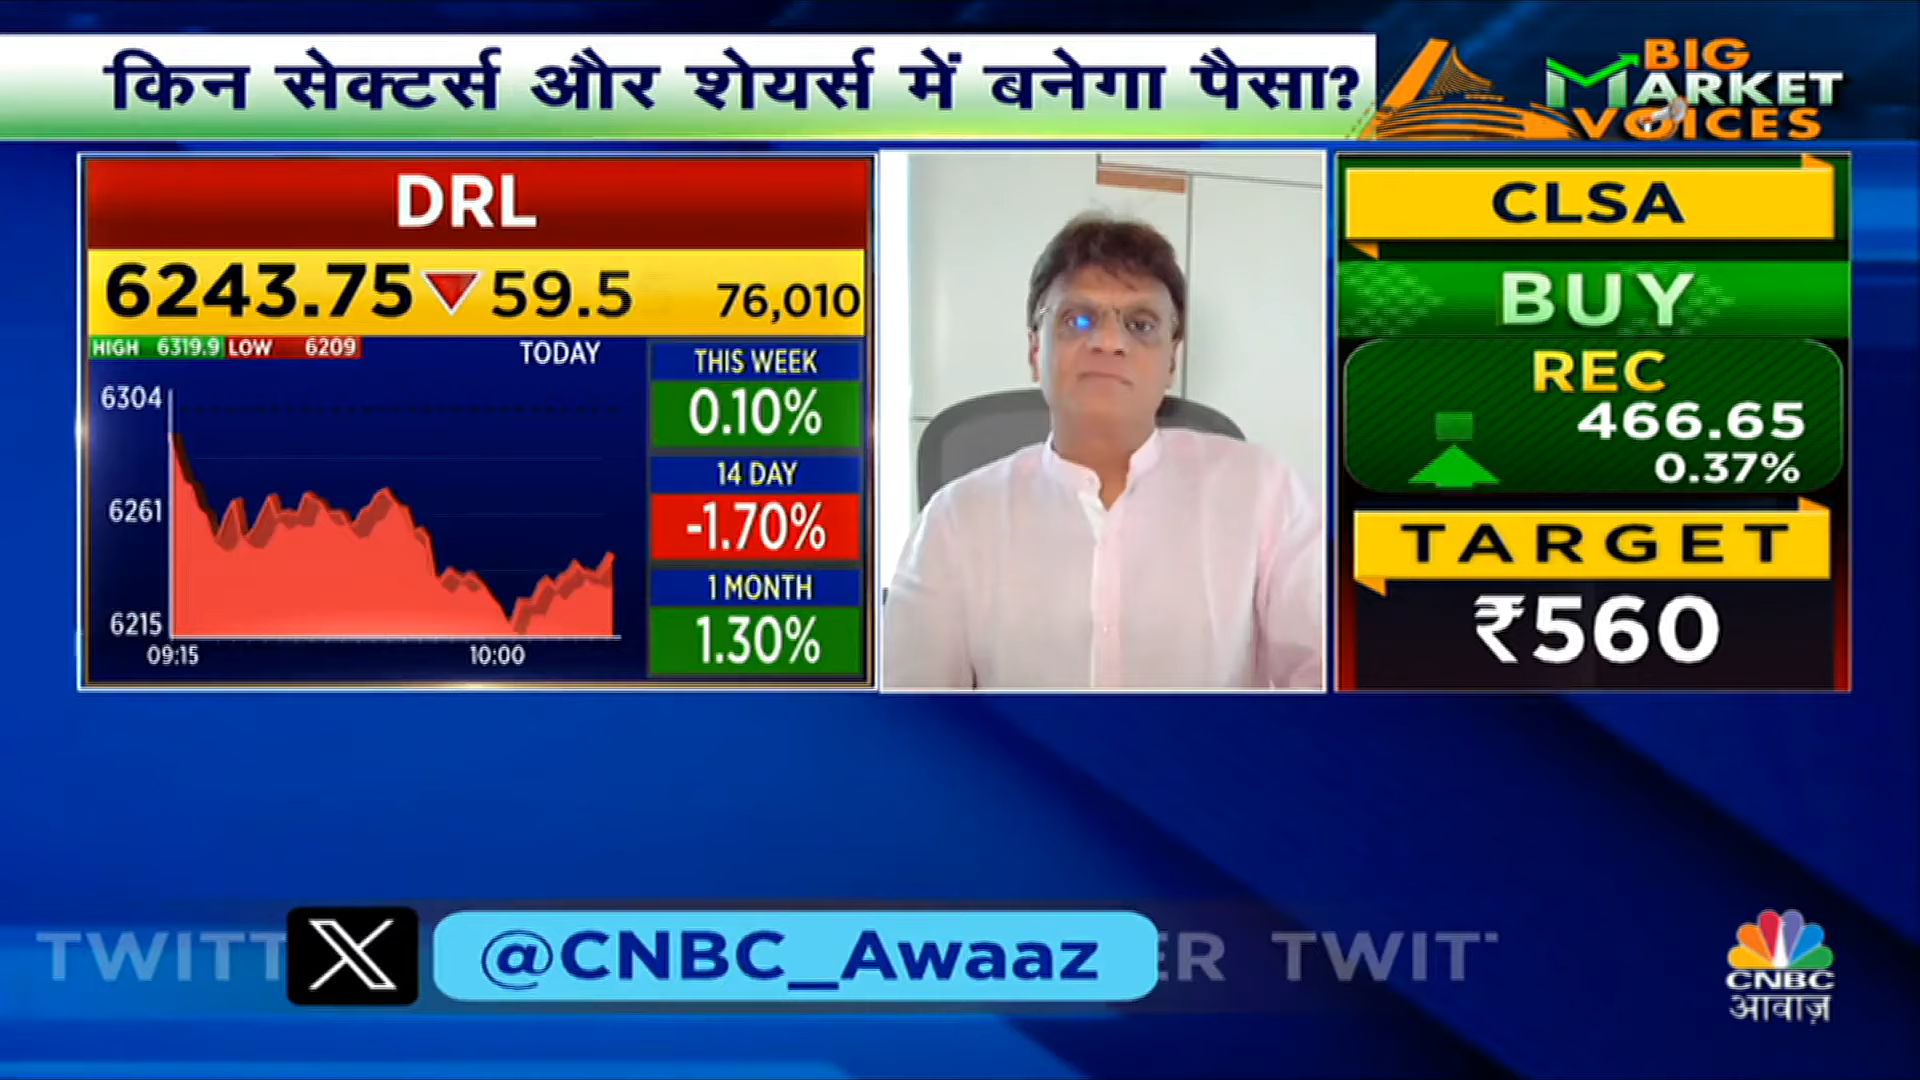 किन सेक्टर्स और शेयर्स में बनेगा पैसा?
BIG
MARKET
VOICES
DRL
6243.75 59.5 76,010
HIGH 6319.9 LOW 6209
TODAY
6304
6261
6215
09:15 10:00
THIS WEEK
0.10%
14 DAY
-1.70%
1 MONTH
1.30%
CLSA
BUY
REC
466.65
0.37%
TARGET
₹560
TWITT
@CNBC_Awaaz
ER TWIT
CNBC
आवाज़